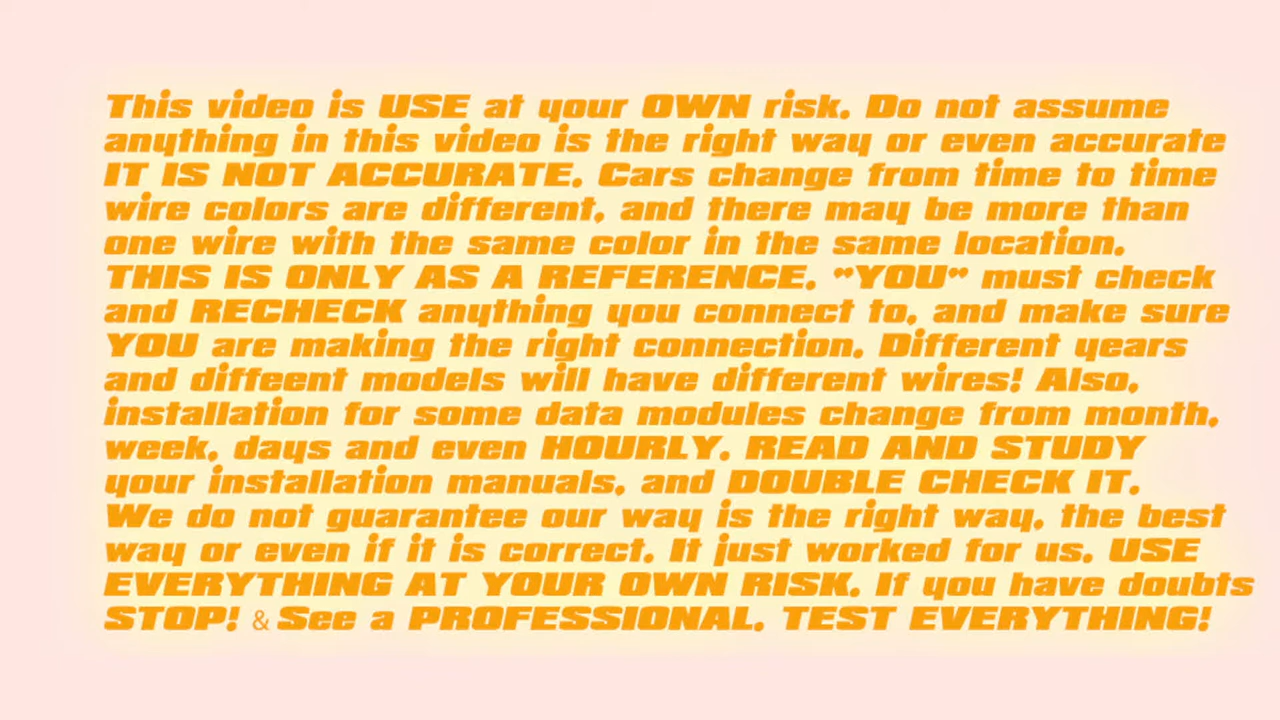 This video is USE at your OWN risk. Do not assume
anything in this video is the right way or even accurate
IT IS NOT ACCURATE. Cars change from time to time
wire colors are different, and there may be more than
one wire with the same color in the same location.
THIS IS ONLY AS A REFERENCE. "YOU" must check
and RECHECK anything you connect to, and make sure
YOU are making the right connection. Different years
and diffeent models will have different wires! Also,
installation for some data modules change from month,
week, days and even HOURLY. READ AND STUDY
your installation manuals, and DOUBLE CHECK IT.
We do not guarantee our way is the right way, the best
way or even if it is correct. It just worked for us. USE
EVERYTHING AT YOUR OWN RISK. If you have doubts
STOP! & See a PROFESSIONAL. TEST EVERYTHING!